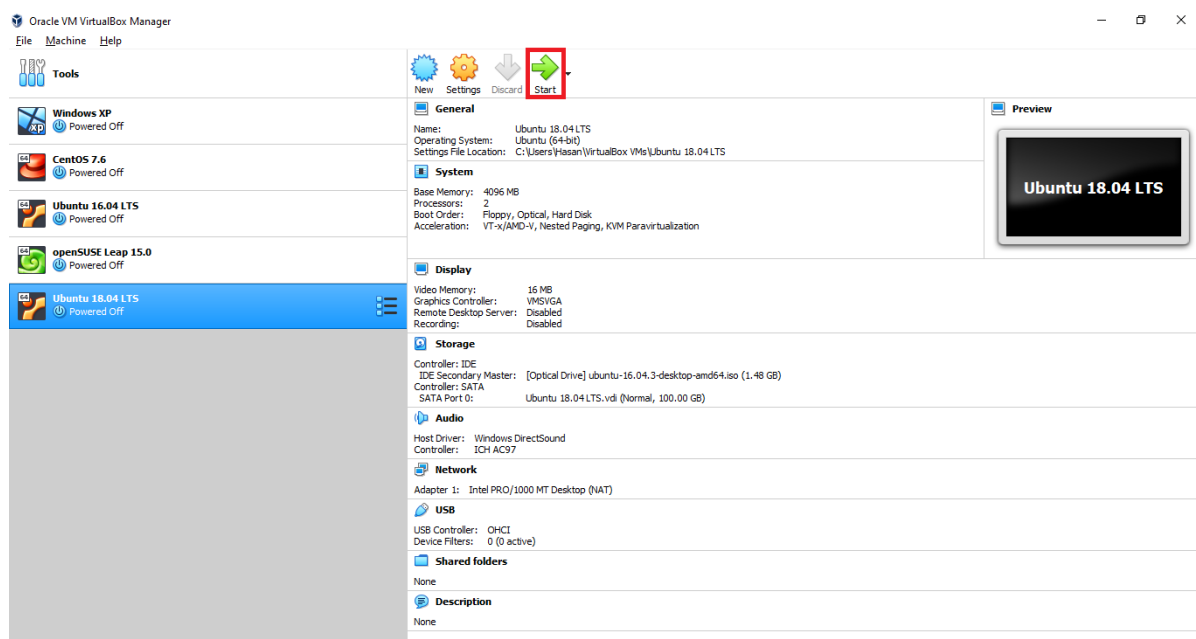 Oracle VM VirtualBox Manager
File Machine Help
Tools
Windows XP
Powered Off
CentOS 7.6
Powered Off
Ubuntu 16.04 LTS
Powered Off
openSUSE Leap 15.0
Powered Off
Ubuntu 18.04 LTS
Powered Off
New Settings Discard Start
General
Name: Ubuntu 18.04 LTS
Operating System: Ubuntu (64-bit)
Settings File Location: C:\Users\Hasan\VirtualBox VMs\Ubuntu 18.04 LTS
System
Base Memory: 4096 MB
Processors: 2
Boot Order: Floppy, Optical, Hard Disk
Acceleration: VT-x/AMD-V, Nested Paging, KVM Paravirtualization
Display
Video Memory: 16 MB
Graphics Controller: VMSVGA
Remote Desktop Server: Disabled
Recording: Disabled
Storage
Controller: IDE
IDE Secondary Master: [Optical Drive] ubuntu-16.04.3-desktop-amd64.iso (1.48 GB)
Controller: SATA
SATA Port 0: Ubuntu 18.04 LTS.vdi (Normal, 100.00 GB)
Audio
Host Driver: Windows DirectSound
Controller: ICH AC97
Network
Adapter 1: Intel PRO/1000 MT Desktop (NAT)
USB
USB Controller: OHCI
Device Filters: 0 (0 active)
Shared folders
None
Description
None
Preview
Ubuntu 18.04 LTS
xp
64
64
64
64